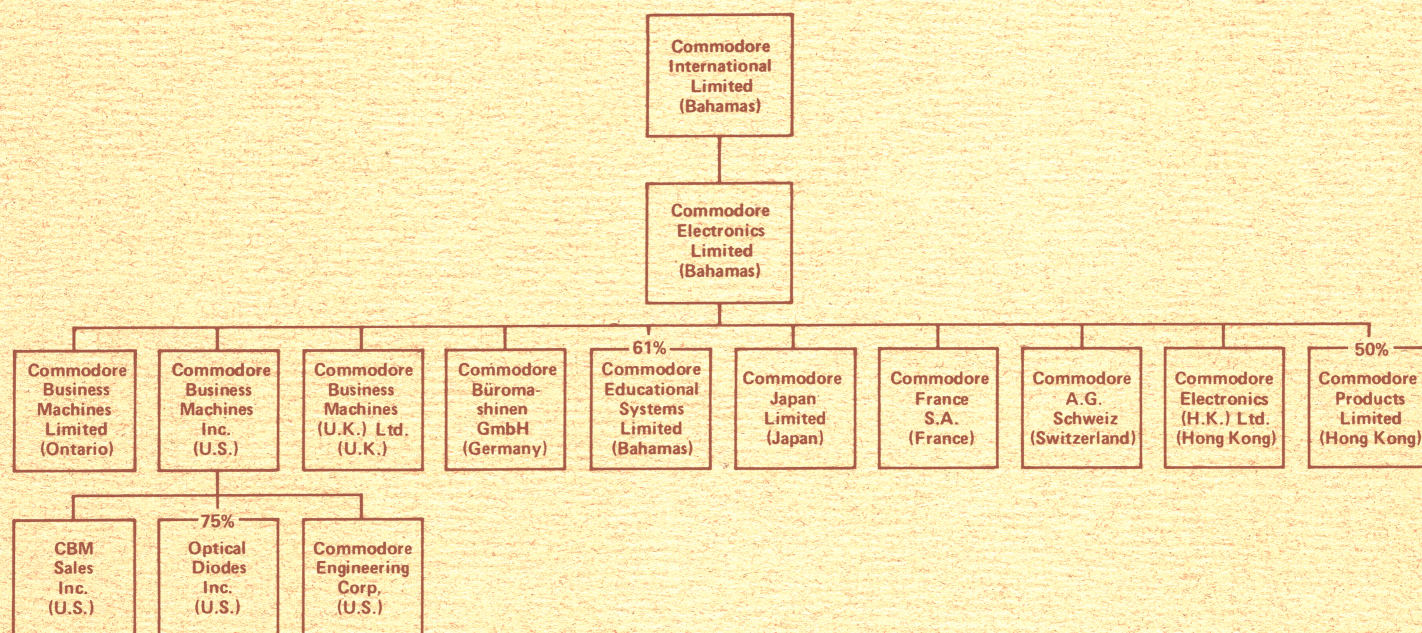 Commodore
International
Limited
(Bahamas)
Commodore
Electronics
Limited
(Bahamas)
Commodore
Business
Machines
Limited
(Ontario)
Commodore
Business
Machines
Inc.
(U.S.)
Commodore
Business
Machines
(U.K.) Ltd.
(U.K.)
Commodore
Büroma-
shinen
GmbH
(Germany)
61%
Commodore
Educational
Systems
Limited
(Bahamas)
Commodore
Japan
Limited
(Japan)
Commodore
France
S.A.
(France)
Commodore
A.G.
Schweiz
(Switzerland)
Commodore
Electronics
(H.K.) Ltd.
(Hong Kong)
50%
Commodore
Products
Limited
(Hong Kong)
CBM
Sales
Inc.
(U.S.)
75%
Optical
Diodes
Inc.
(U.S.)
Commodore
Engineering
Corp,
(U.S.)